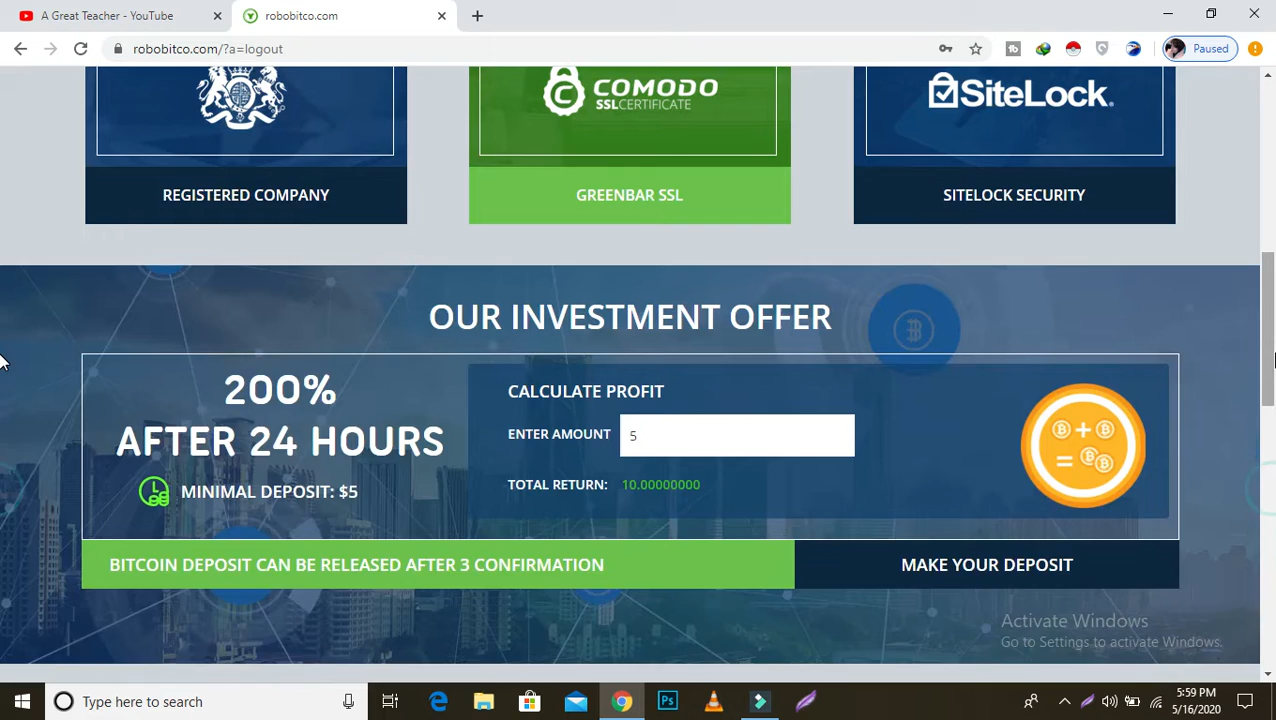 A Great Teacher - YouTube
robobitco.com
robobitco.com/?a=logout
Paused
COMODO
SSLCERTIFICATE
SiteLock
REGISTERED COMPANY
GREENBAR SSL
SITELOCK SECURITY
OUR INVESTMENT OFFER
200%
AFTER 24 HOURS
MINIMAL DEPOSIT: $5
CALCULATE PROFIT
ENTER AMOUNT 5
TOTAL RETURN: 10.00000000
BITCOIN DEPOSIT CAN BE RELEASED AFTER 3 CONFIRMATION
MAKE YOUR DEPOSIT
Activate Windows
Go to Settings to activate Windows.
Type here to search
5:59 PM
5/16/2020